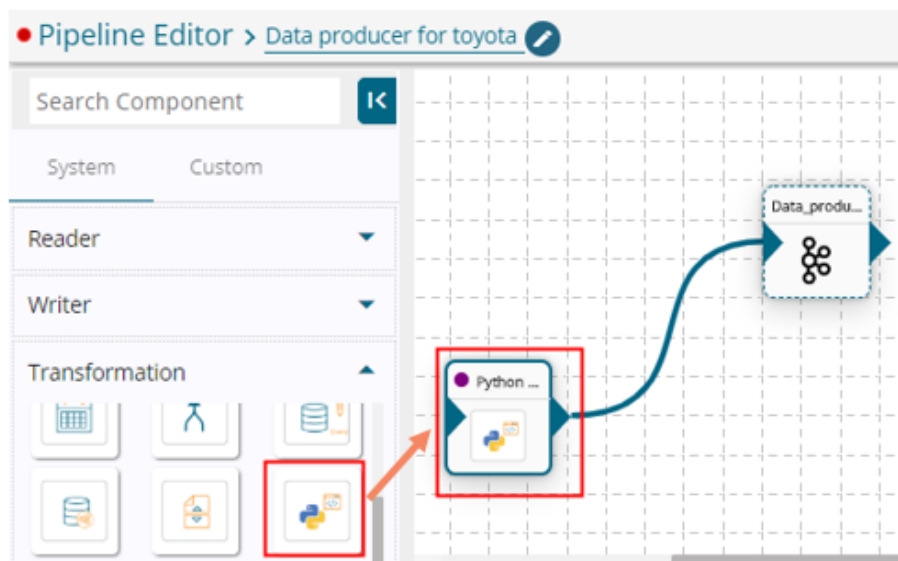 Pipeline Editor > Data producer for toyota
Search Component
System Custom
Reader
Writer
Transformation
Data_produ...
Python ...